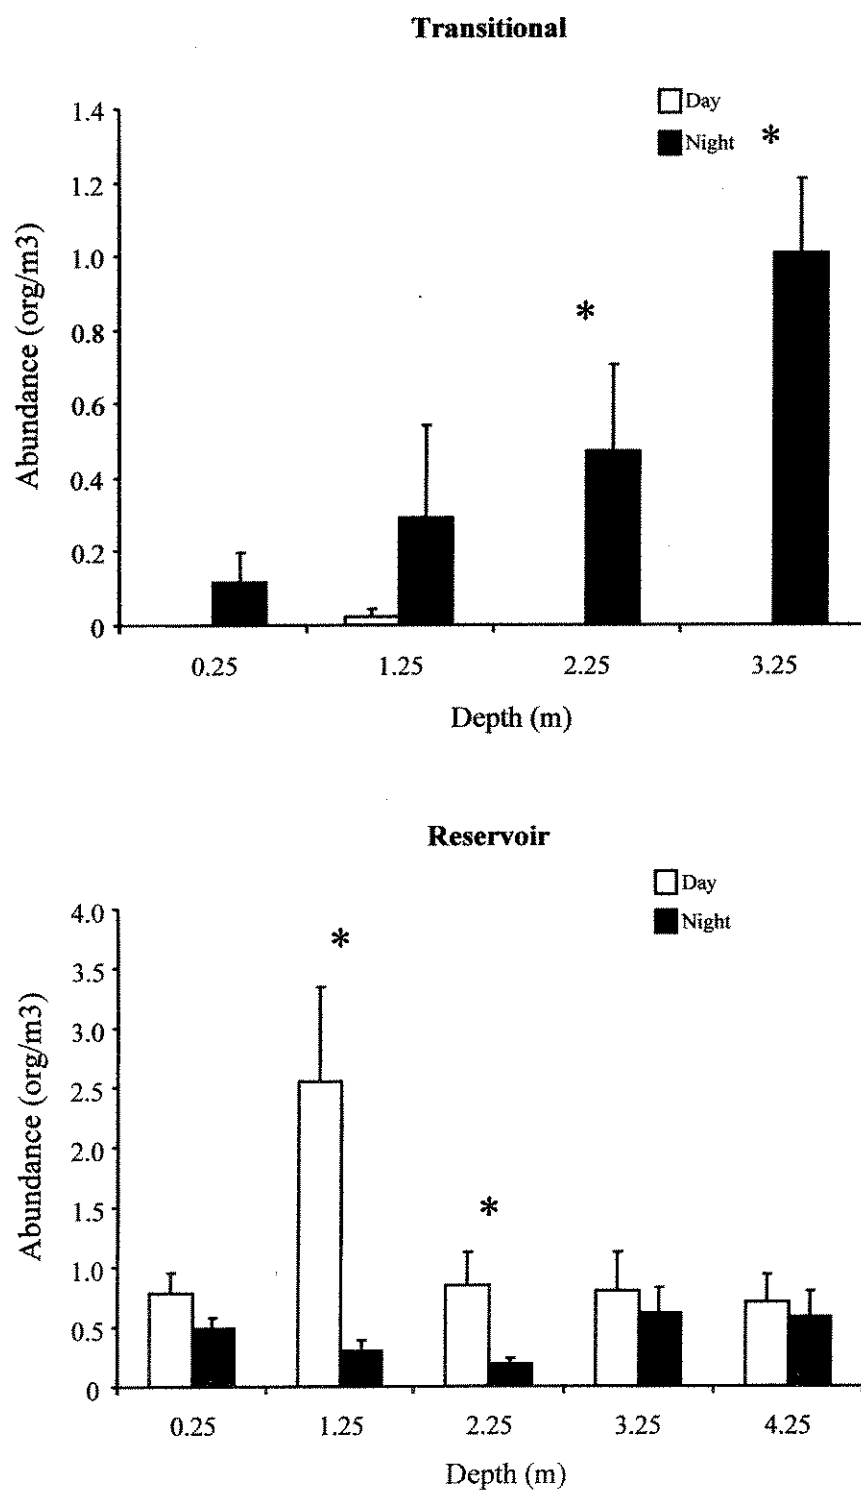 Transitional
Day
Night
*
*
1.4
1.2
1.0
0.8
0.6
0.4
0.2
0
Abundance (org/m3)
0.25 1.25 2.25 3.25
Depth (m)
Reservoir
Day
Night
*
*
4.0
3.5
3.0
2.5
2.0
1.5
1.0
0.5
0
Abundance (org/m3)
0.25 1.25 2.25 3.25 4.25
Depth (m)